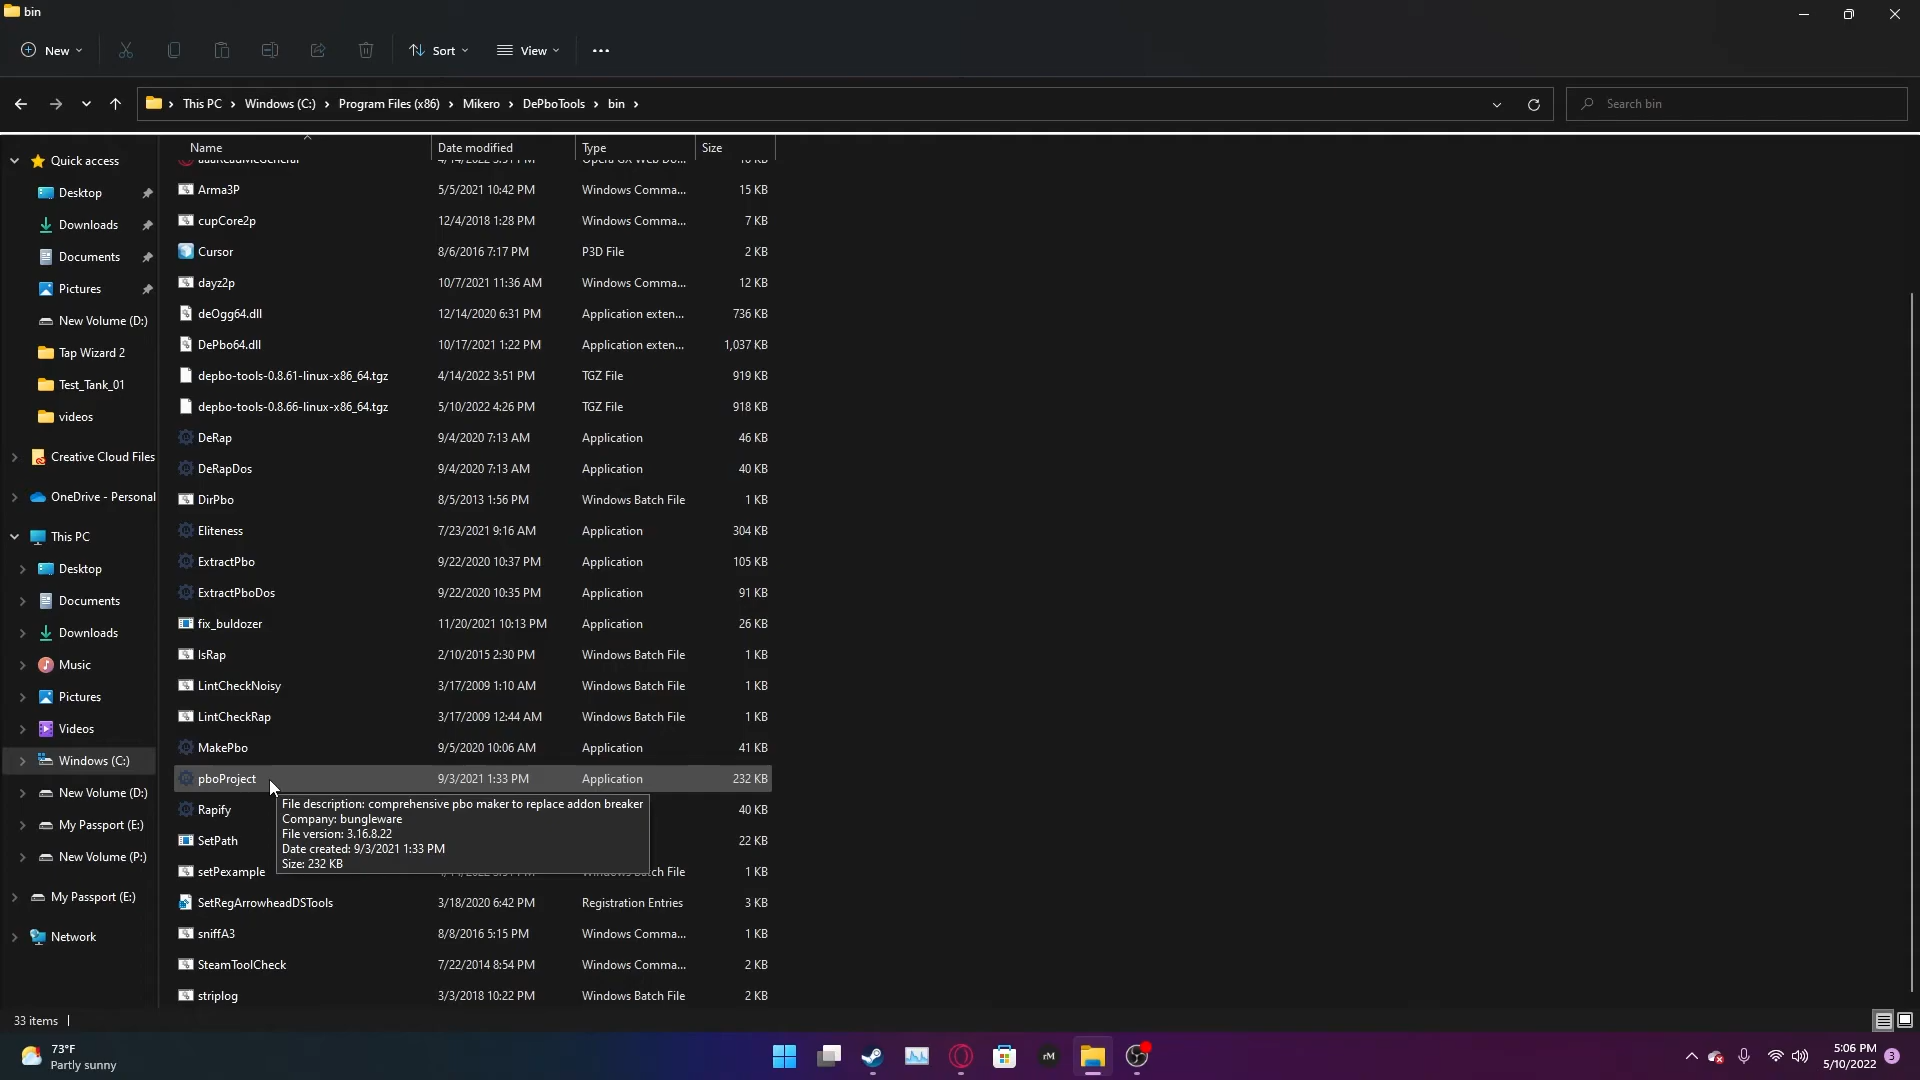 bin
New
Sort
View
This PC Windows (C:) Program Files (x86) Mikero DePboTools bin
Search bin
Name Date modified Type Size
Quick access
Desktop
Downloads
Documents
Pictures
New Volume (D:)
Tap Wizard 2
Test_Tank_01
videos
Creative Cloud Files
OneDrive - Personal
This PC
Desktop
Documents
Downloads
Music
Pictures
Videos
Windows (C:)
New Volume (D:)
My Passport (E:)
New Volume (P:)
My Passport (E:)
Network
aaaReadMeGeneral 4/14/2022 3:51 PM Opera GX Web Do... 10 KB
Arma3P 5/5/2021 10:42 PM Windows Comma... 15 KB
cupCore2p 12/4/2018 1:28 PM Windows Comma... 7 KB
Cursor 8/6/2016 7:17 PM P3D File 2 KB
dayz2p 10/7/2021 11:36 AM Windows Comma... 12 KB
deOgg64.dll 12/14/2020 6:31 PM Application exten... 736 KB
DePbo64.dll 10/17/2021 1:22 PM Application exten... 1,037 KB
depbo-tools-0.8.61-linux-x86_64.tgz 4/14/2022 3:51 PM TGZ File 919 KB
depbo-tools-0.8.66-linux-x86_64.tgz 5/10/2022 4:26 PM TGZ File 918 KB
DeRap 9/4/2020 7:13 AM Application 46 KB
DeRapDos 9/4/2020 7:13 AM Application 40 KB
DirPbo 8/5/2013 1:56 PM Windows Batch File 1 KB
Eliteness 7/23/2021 9:16 AM Application 304 KB
ExtractPbo 9/22/2020 10:37 PM Application 105 KB
ExtractPboDos 9/22/2020 10:35 PM Application 91 KB
fix_buldozer 11/20/2021 10:13 PM Application 26 KB
IsRap 2/10/2015 2:30 PM Windows Batch File 1 KB
LintCheckNoisy 3/17/2009 1:10 AM Windows Batch File 1 KB
LintCheckRap 3/17/2009 12:44 AM Windows Batch File 1 KB
MakePbo 9/5/2020 10:06 AM Application 41 KB
pboProject 9/3/2021 1:33 PM Application 232 KB
Rapify 40 KB
SetPath 22 KB
setPexample ch File 1 KB
SetRegArrowheadDSTools 3/18/2020 6:42 PM Registration Entries 3 KB
sniffA3 8/8/2016 5:15 PM Windows Comma... 1 KB
SteamToolCheck 7/22/2014 8:54 PM Windows Comma... 2 KB
striplog 3/3/2018 10:22 PM Windows Batch File 2 KB
File description: comprehensive pbo maker to replace addon breaker
Company: bungleware
File version: 3.16.8.22
Date created: 9/3/2021 1:33 PM
Size: 232 KB
33 items
73°F
Partly sunny
rM
5:06 PM
5/10/2022
3